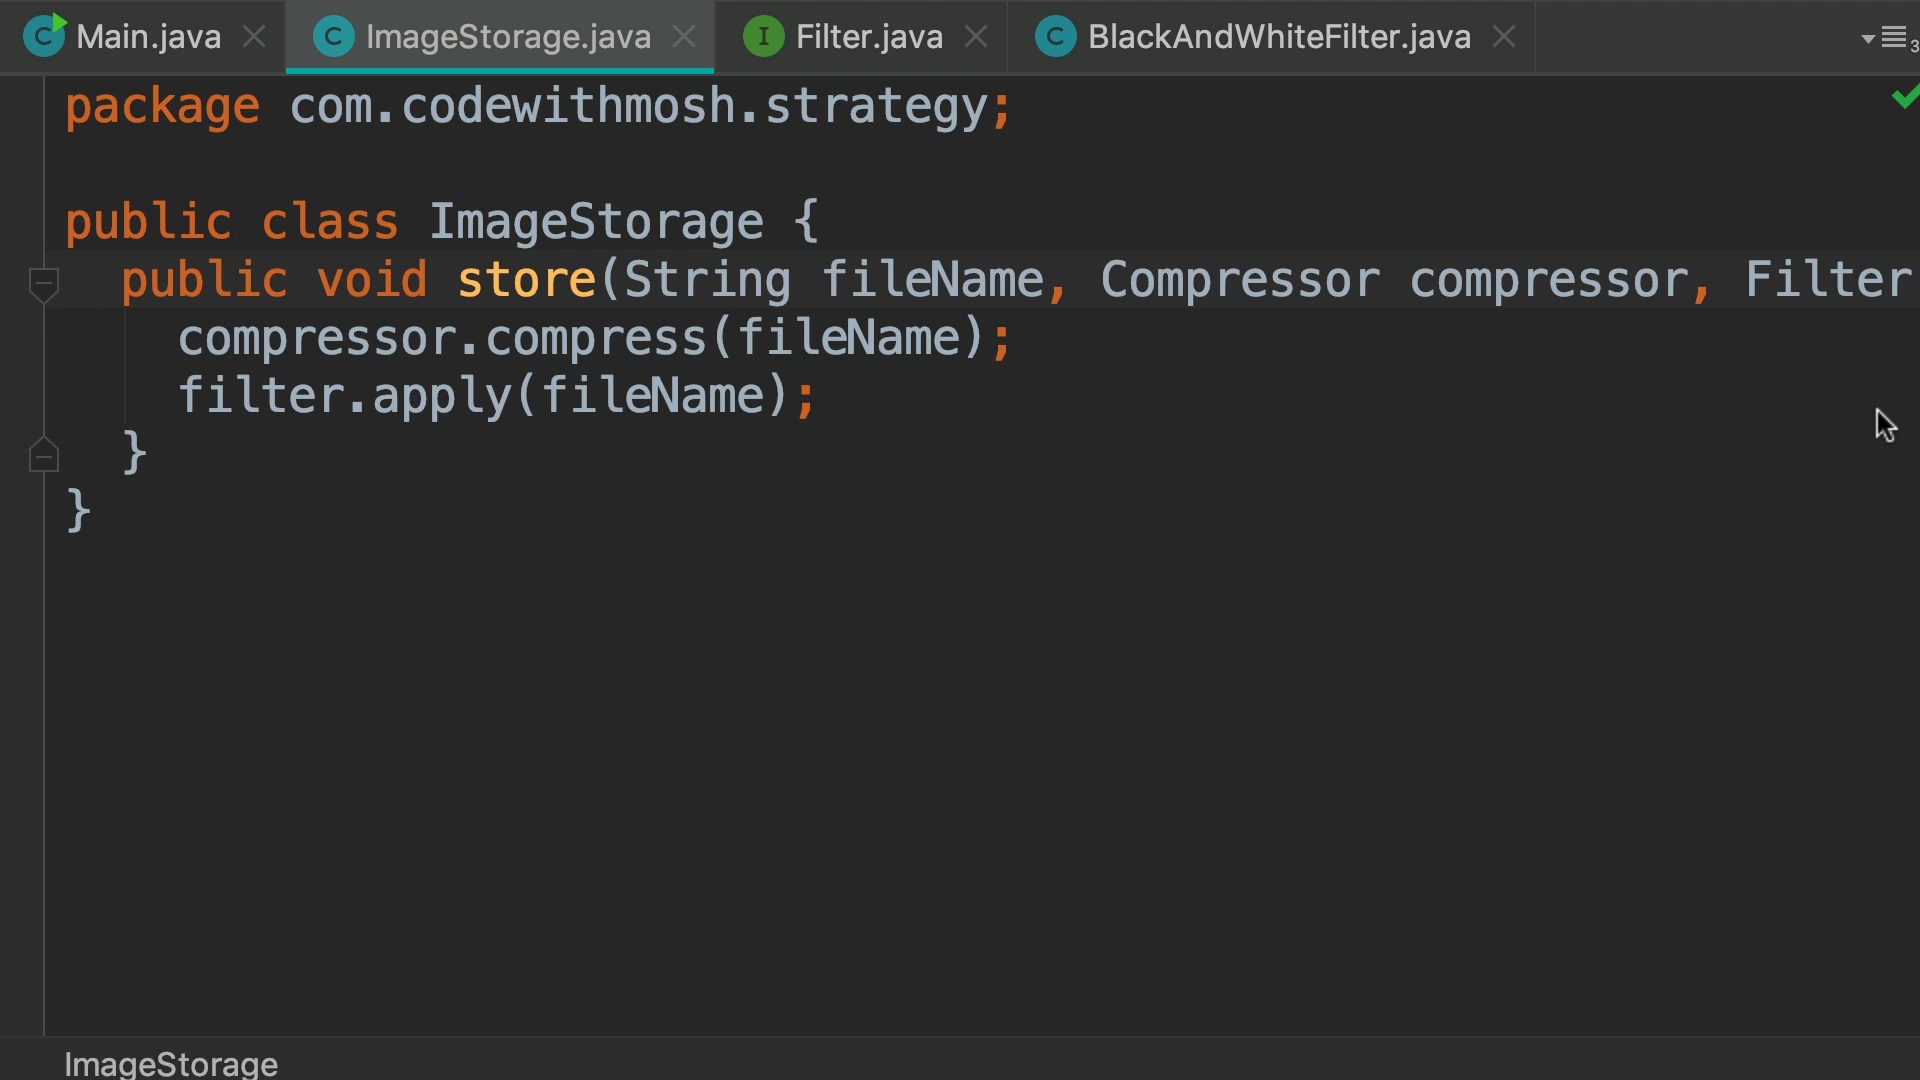 Main.java ImageStorage.java Filter.java BlackAndWhiteFilter.java 3
package com.codewithmosh.strategy;
public class ImageStorage {
public void store(String fileName, Compressor compressor, Filter
compressor.compress(fileName);
filter.apply(fileName);
}
}
ImageStorage